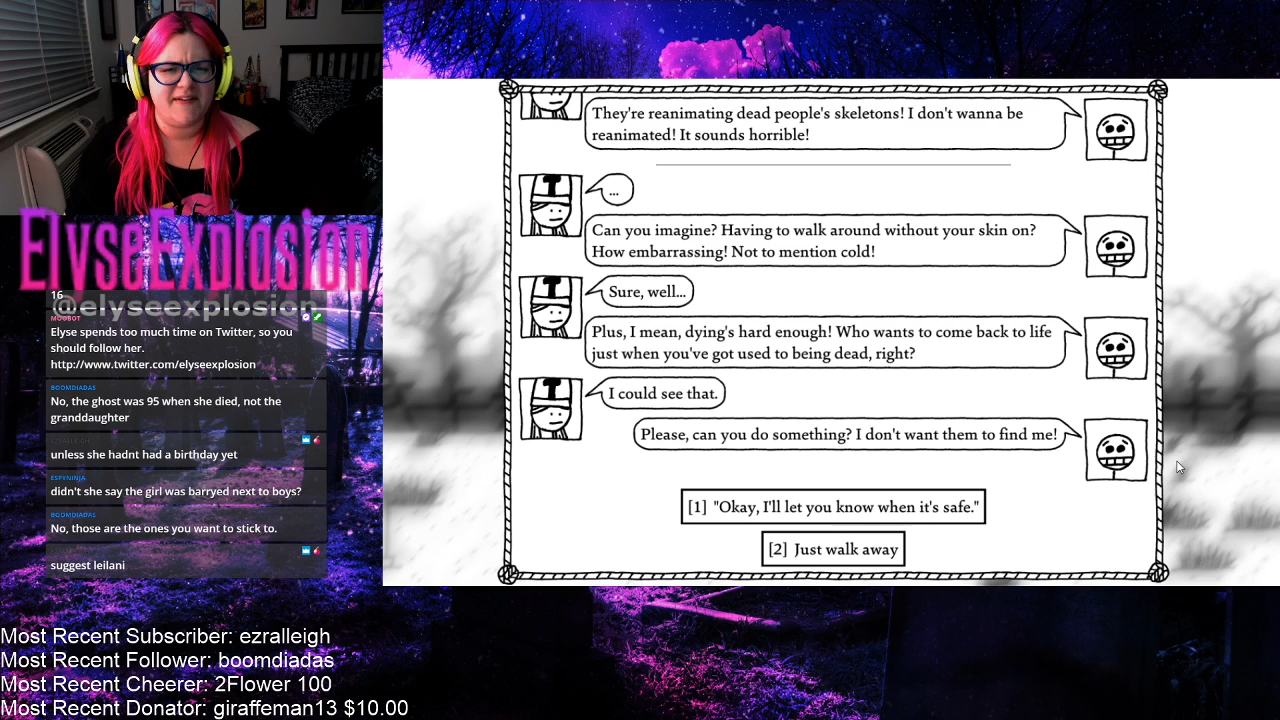 ElyseExplosion
16
@elyseexplosion
MOOBOT
Elyse spends too much time on Twitter, so you
should follow her.
http://www.twitter.com/elyseexplosion
BOOMDIADAS
No, the ghost was 95 when she died, not the
granddaughter
EZRALLEIGH
unless she hadnt had a birthday yet
ESPYNINJA
didn't she say the girl was barryed next to boys?
BOOMDIADAS
No, those are the ones you want to stick to.
suggest leilani
Most Recent Subscriber: ezralleigh
Most Recent Follower: boomdiadas
Most Recent Cheerer: 2Flower 100
Most Recent Donator: giraffeman13 $10.00
They're reanimating dead people's skeletons! I don't wanna be
reanimated! It sounds horrible!
...
Can you imagine? Having to walk around without your skin on?
How embarrassing! Not to mention cold!
Sure, well...
Plus, I mean, dying's hard enough! Who wants to come back to life
just when you've got used to being dead, right?
I could see that.
Please, can you do something? I don't want them to find me!
[1] "Okay, I'll let you know when it's safe."
[2] Just walk away